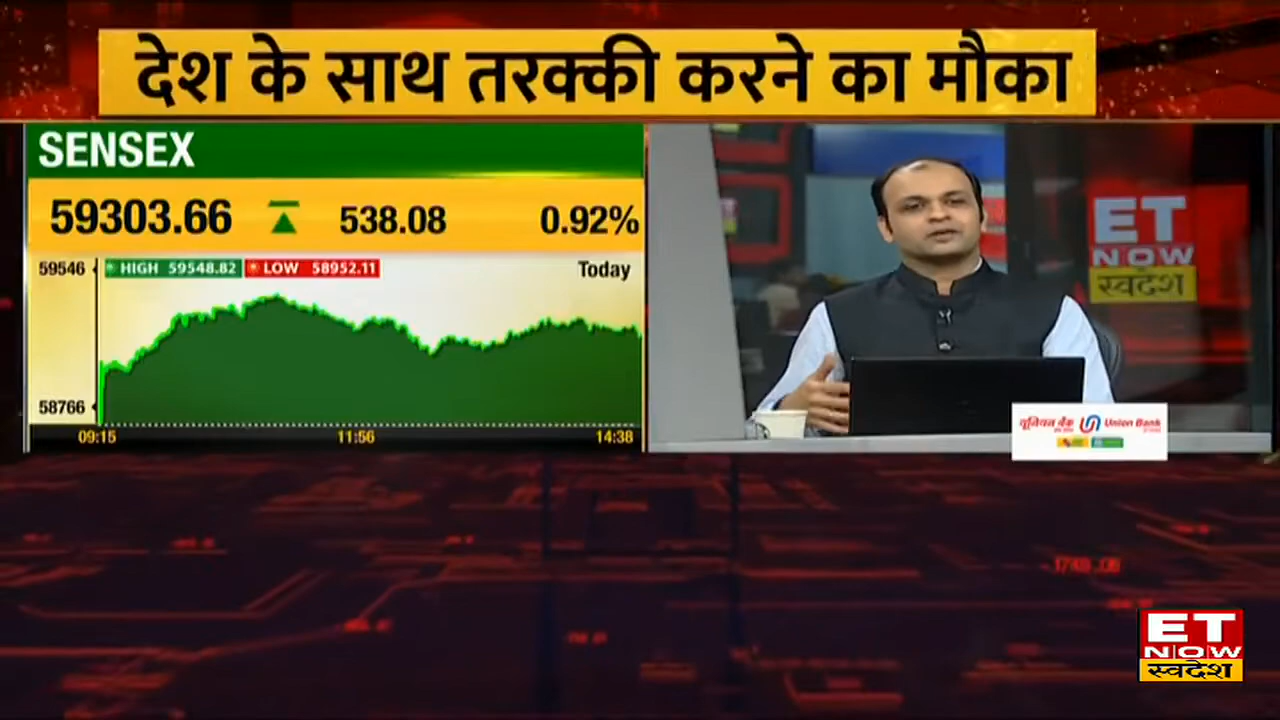 देश के साथ तरक्की करने का मौका
SENSEX
59303.66 538.08 0.92%
59546 HIGH 59548.82 LOW 58952.11 Today
58766
09:15 11:56 14:38
ET
NOW
स्वदेश
यूनियन बैंक Union Bank
ET
NOW
स्वदेश